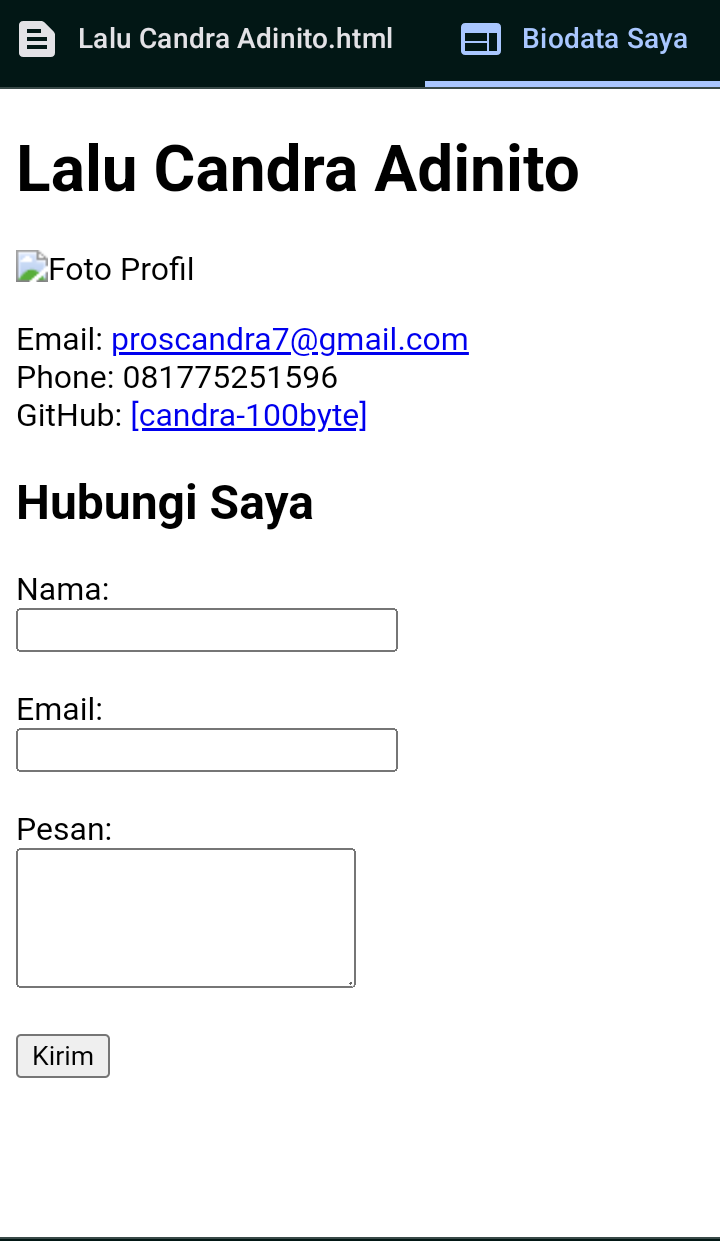 Lalu Candra Adinito.html
Biodata Saya
Lalu Candra Adinito
Foto Profil
Email: proscandra7@gmail.com
Phone: 081775251596
GitHub: [candra-100byte]
Hubungi Saya
Nama:
Email:
Pesan:
Kirim